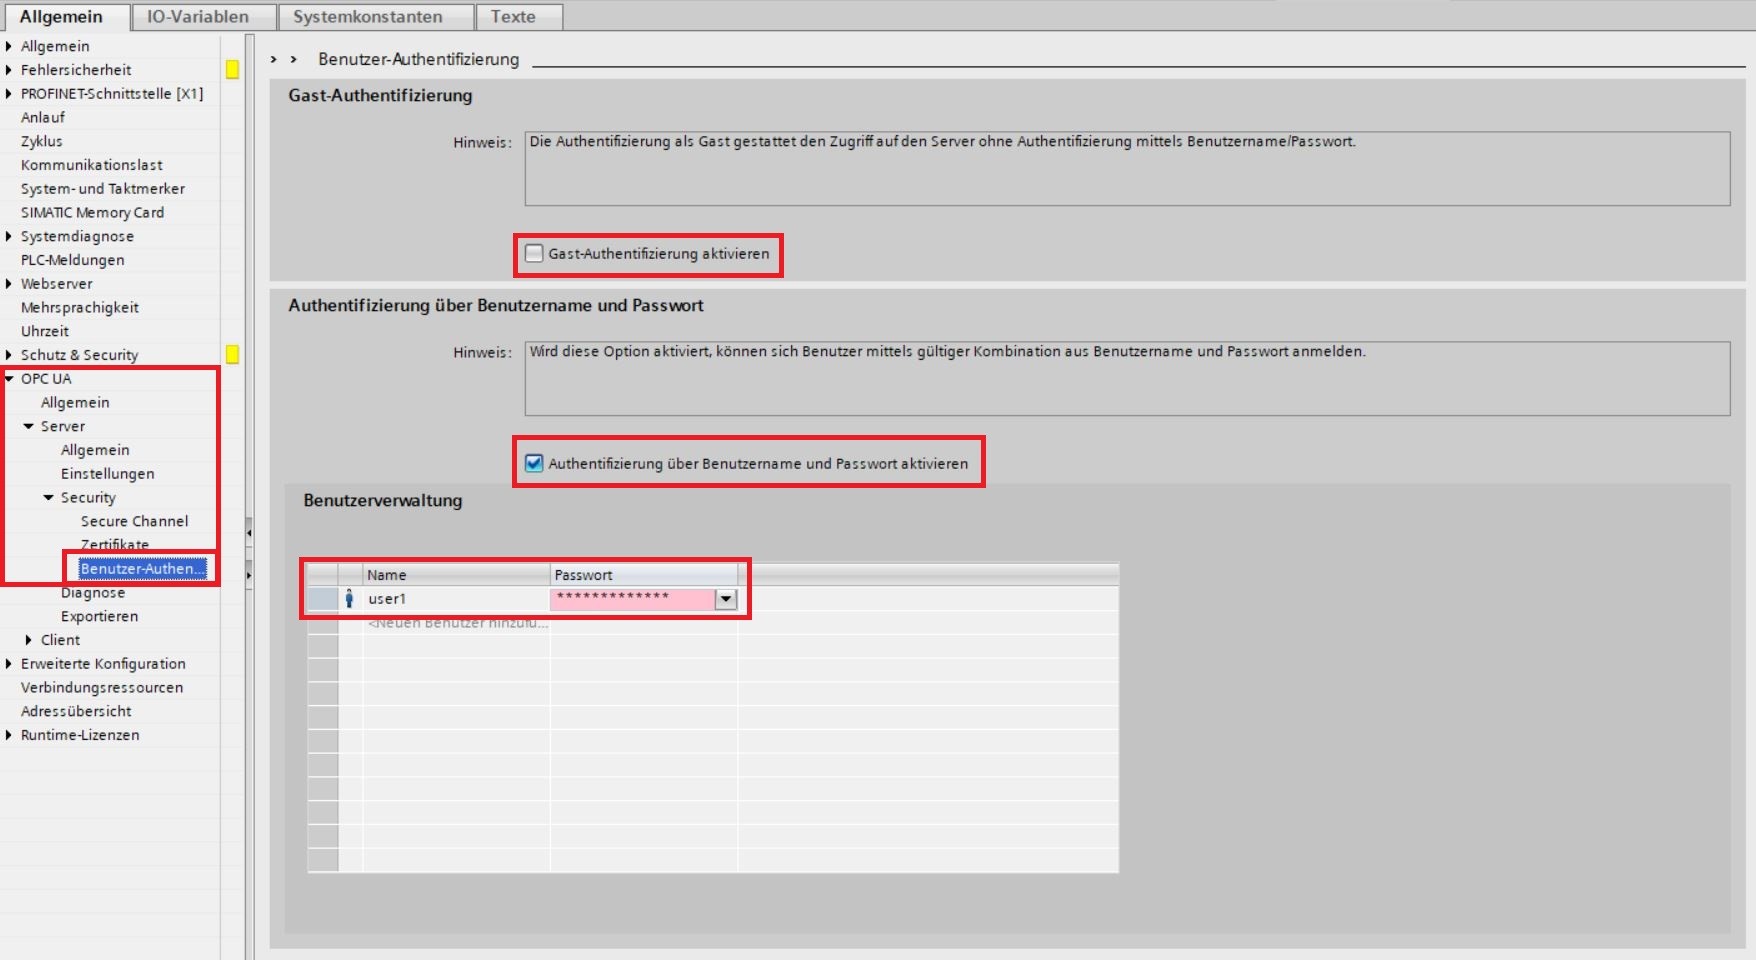 Allgemein
IO-Variablen
Systemkonstanten
Texte
Allgemein
Fehlersicherheit
PROFINET-Schnittstelle [X1]
Anlauf
Zyklus
Kommunikationslast
System- und Taktmerker
SIMATIC Memory Card
Systemdiagnose
PLC-Meldungen
Webserver
Mehrsprachigkeit
Uhrzeit
Schutz & Security
OPC UA
Allgemein
Server
Allgemein
Einstellungen
Security
Secure Channel
Zertifikate
Benutzer-Authen...
Diagnose
Exportieren
Client
Erweiterte Konfiguration
Verbindungsressourcen
Adressübersicht
Runtime-Lizenzen
› › Benutzer-Authentifizierung
Gast-Authentifizierung
Hinweis: Die Authentifizierung als Gast gestattet den Zugriff auf den Server ohne Authentifizierung mittels Benutzername/Passwort.
Gast-Authentifizierung aktivieren
Authentifizierung über Benutzername und Passwort
Hinweis: Wird diese Option aktiviert, können sich Benutzer mittels gültiger Kombination aus Benutzername und Passwort anmelden.
Authentifizierung über Benutzername und Passwort aktivieren
Benutzerverwaltung
Name Passwort
user1 *************
<Neuen Benutzer hinzufü...